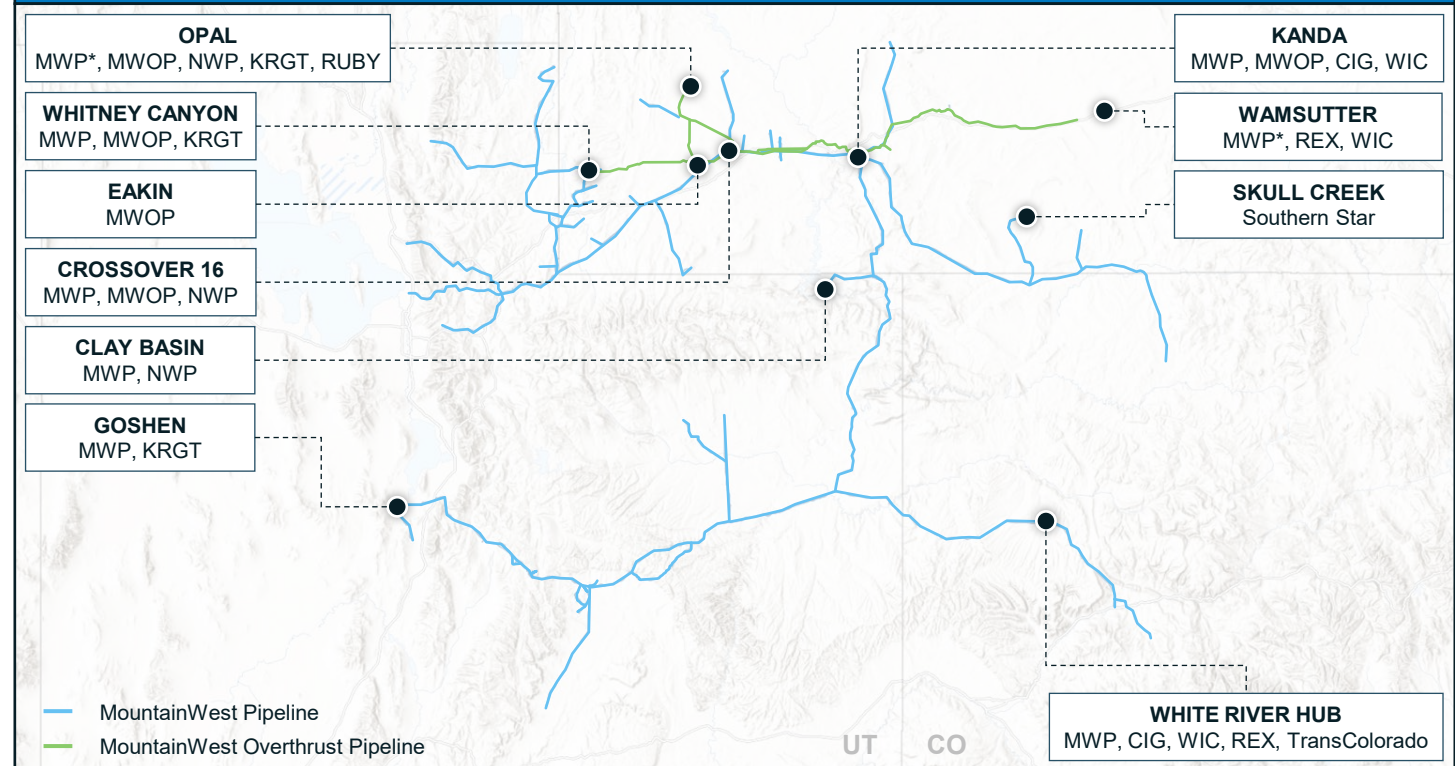 OPAL
MWP*, MWOP, NWP, KRGT, RUBY
WHITNEY CANYON
MWP, MWOP, KRGT
EAKIN
MWOP
CROSSOVER 16
MWP, MWOP, NWP
CLAY BASIN
MWP, NWP
GOSHEN
MWP, KRGT
KANDA
MWP, MWOP, CIG, WIC
WAMSUTTER
MWP*, REX, WIC
SKULL CREEK
Southern Star
WHITE RIVER HUB
MWP, CIG, WIC, REX, TransColorado
MountainWest Pipeline
MountainWest Overthrust Pipeline
UT CO